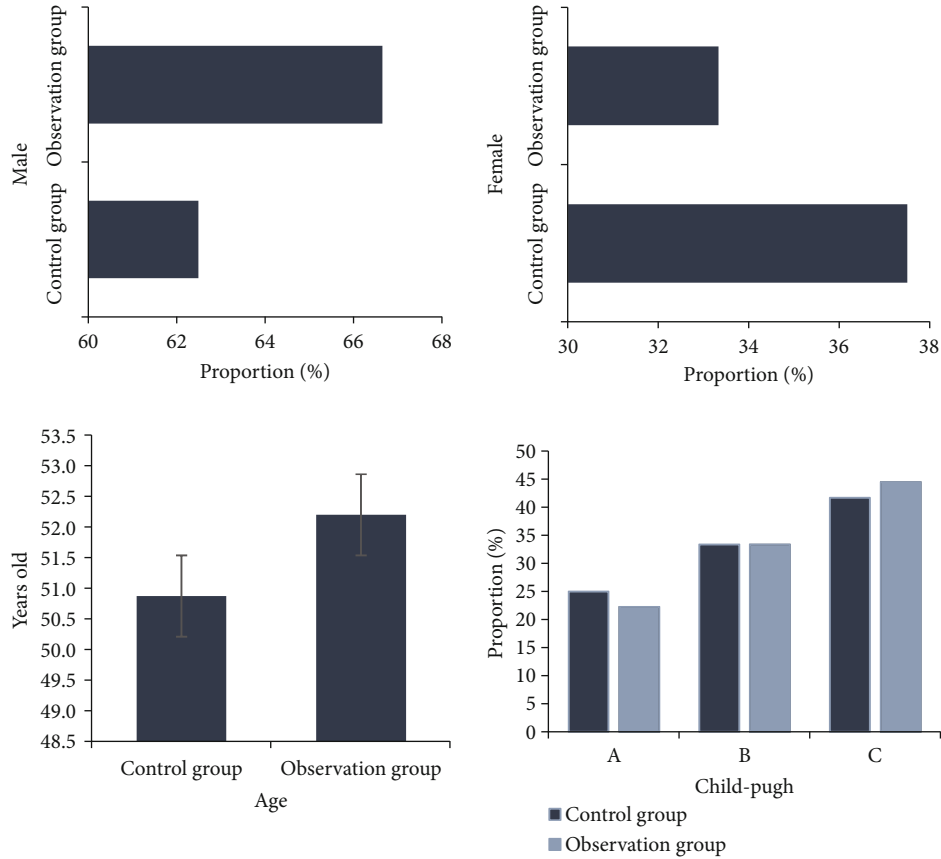 Male
Observation group
Control group
60 62 64 66 68
Proportion (%)
Female
Observation group
Control group
30 32 34 36 38
Proportion (%)
Years old
53.5
53.0
52.5
52.0
51.5
51.0
50.5
50.0
49.5
49.0
48.5
Control group Observation group
Age
Proportion (%)
50
45
40
35
30
25
20
15
10
5
0
A B C
Child-pugh
Control group
Observation group